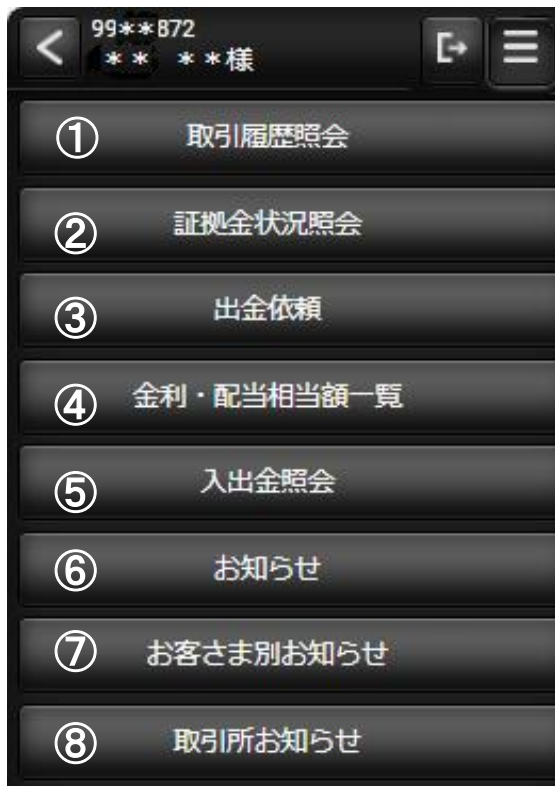 99**872
** **様
① 取引履歴照会
② 証拠金状況照会
③ 出金依頼
④ 金利・配当相当額一覧
⑤ 入出金照会
⑥ お知らせ
⑦ お客さま別お知らせ
⑧ 取引所お知らせ